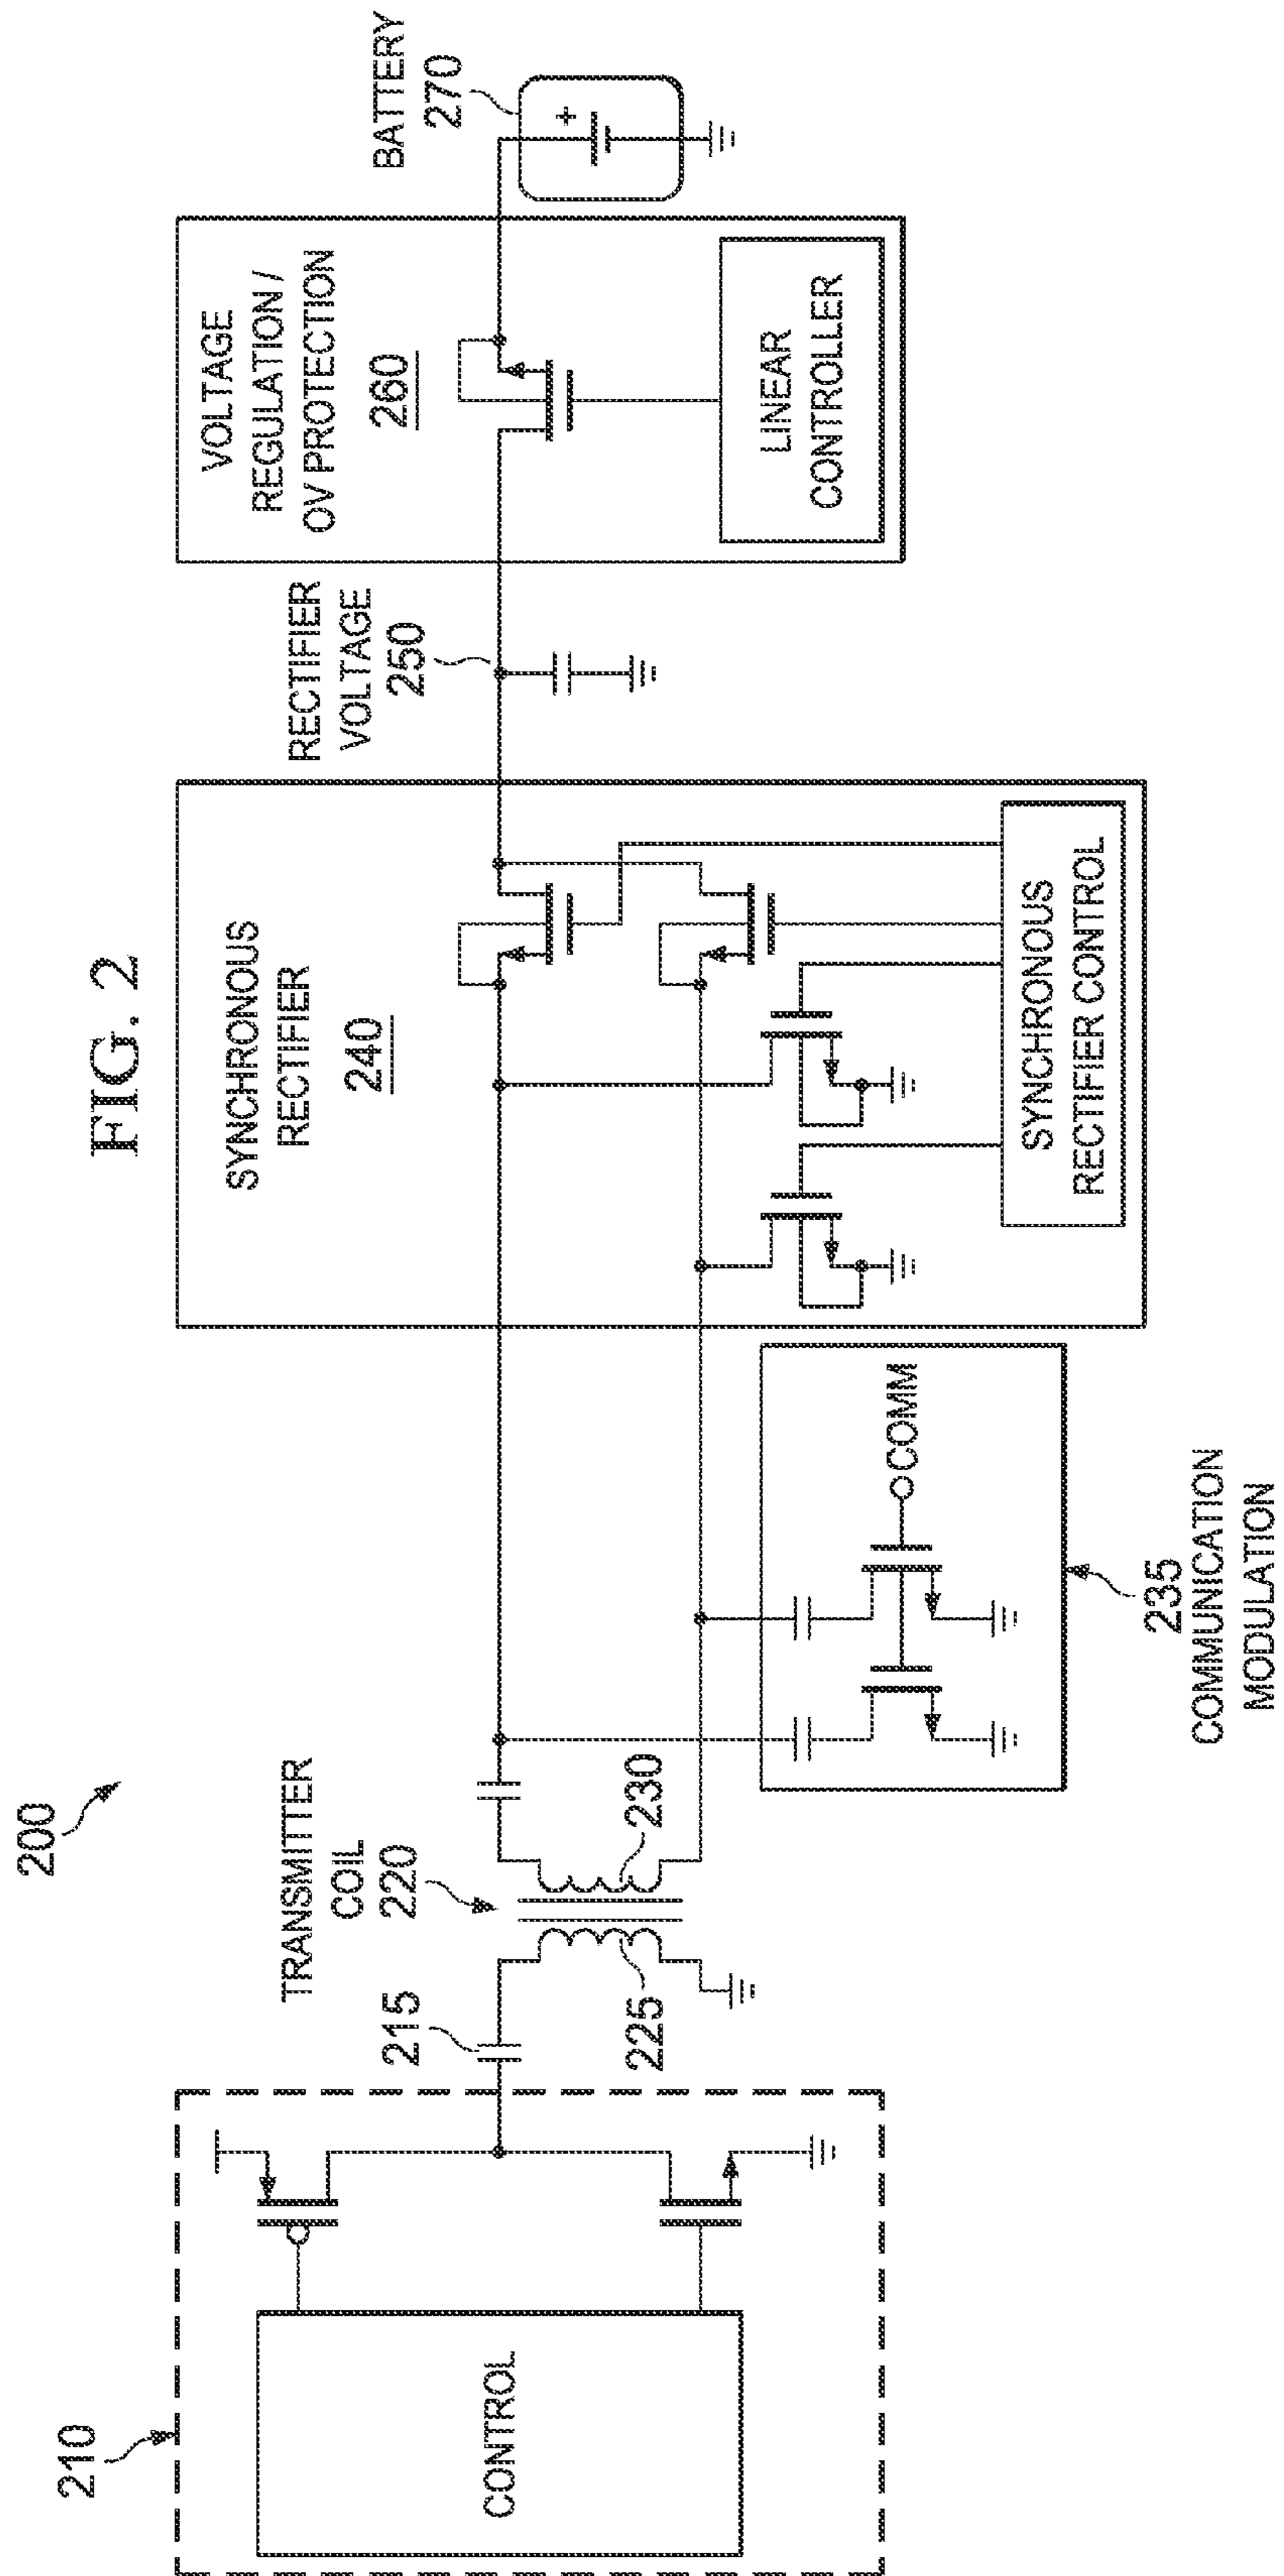 FIG. 2
200
210
CONTROL
215
TRANSMITTER
COIL
220
225
230
COMM
235
COMMUNICATION
MODULATION
SYNCHRONOUS
RECTIFIER
240
SYNCHRONOUS
RECTIFIER CONTROL
RECTIFIER
VOLTAGE
250
VOLTAGE
REGULATION /
OV PROTECTION
260
LINEAR
CONTROLLER
BATTERY
270
+